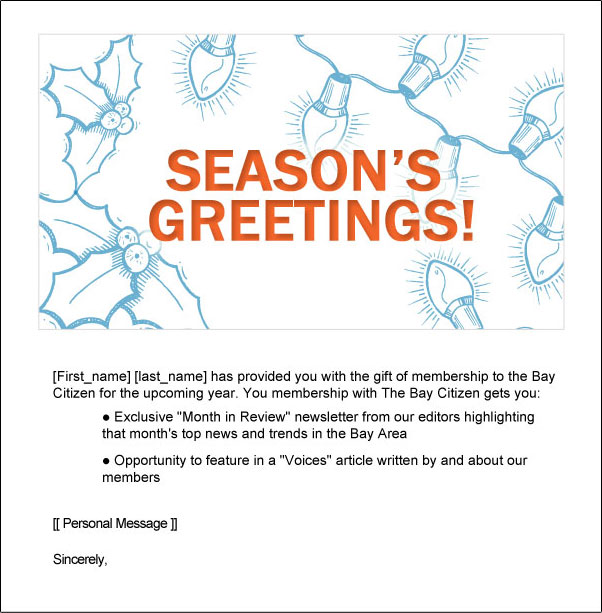 SEASON'S
GREETINGS!
[First_name] [last_name] has provided you with the gift of membership to the Bay
Citizen for the upcoming year. You membership with The Bay Citizen gets you:
● Exclusive "Month in Review" newsletter from our editors highlighting
that month's top news and trends in the Bay Area
● Opportunity to feature in a "Voices" article written by and about our
members
[[ Personal Message ]]
Sincerely,